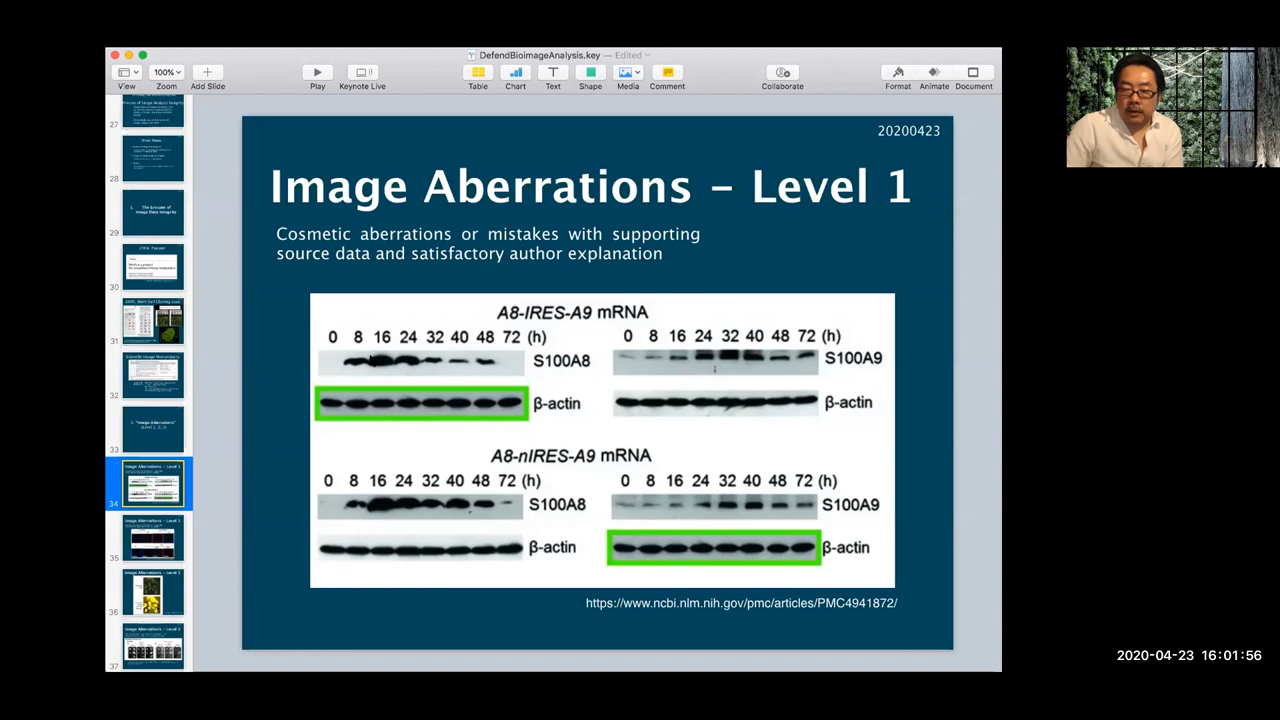 DefendBioimageAnalysis.key — Edited
100%
View Zoom Add Slide Play Keynote Live Table Chart Text Shape Media Comment Collaborate Format Animate Document
27
28
29
30
31
32
33
34
35
36
37
20200423
Image Aberrations – Level 1
Cosmetic aberrations or mistakes with supporting
source data and satisfactory author explanation
A8-IRES-A9 mRNA
0 8 16 24 32 40 48 72 (h)
S100A8
β-actin
0 8 16 24 32 40 48 72 (h)
S100A9
β-actin
A8-nIRES-A9 mRNA
0 8 16 24 32 40 48 72 (h)
S100A8
β-actin
0 8 16 24 32 40 48 72 (h)
S100A9
β-actin
https://www.ncbi.nlm.nih.gov/pmc/articles/PMC4941872/
2020-04-23 16:01:56